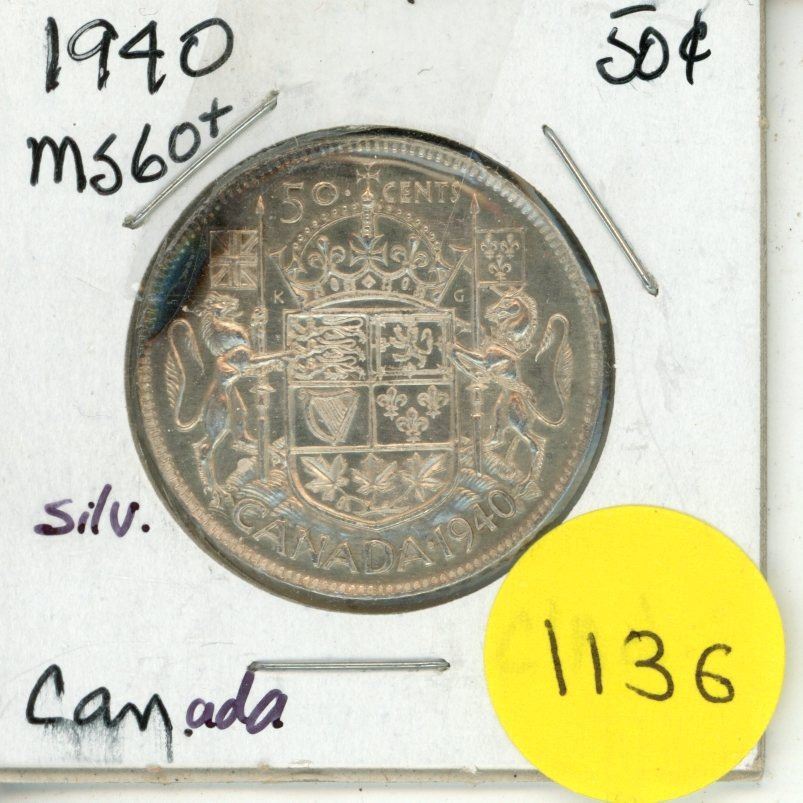 1940 50¢
MS60+
50 · CENTS
K G
CANADA · 1940
silv.
Canada
1136